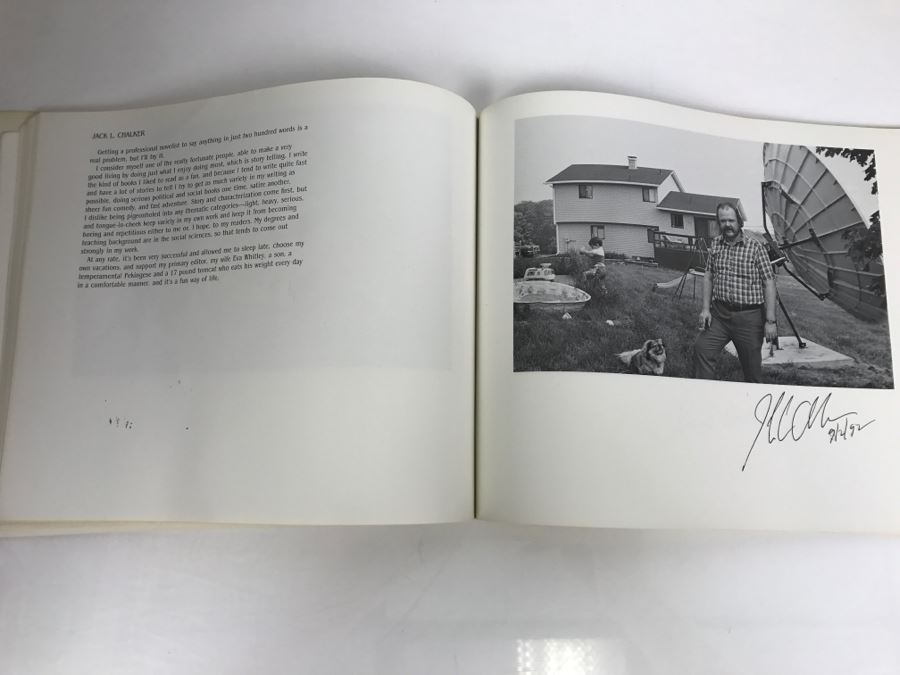 JACK L. CHALKER
Getting a professional novelist to say anything in just two hundred words is a
real problem, but I'll try it.
I consider myself one of the really fortunate people, able to make a very
good living by doing just what I enjoy doing most, which is story telling. I write
the kind of books I liked to read as a fan, and because I tend to write quite fast
and have a lot of stories to tell I try to get as much variety in my writing as
possible, doing serious political and social books one time, satire another,
sheer fun comedy, and fast adventure. Story and characterization come first, but
I dislike being pigeonholed into any thematic categories—light, heavy, serious,
and tongue-in-cheek keep variety in my own work and keep it from becoming
boring and repetitious either to me or, I hope, to my readers. My degrees and
teaching background are in the social sciences, so that tends to come out
strongly in my work.
At any rate, it's been very successful and allowed me to sleep late, choose my
own vacations, and support my primary editor, my wife Eva Whitley, a son, a
temperamental Pekingese and a 17 pound tomcat who eats his weight every day
in a comfortable manner, and it's a fun way of life.
9/2/92